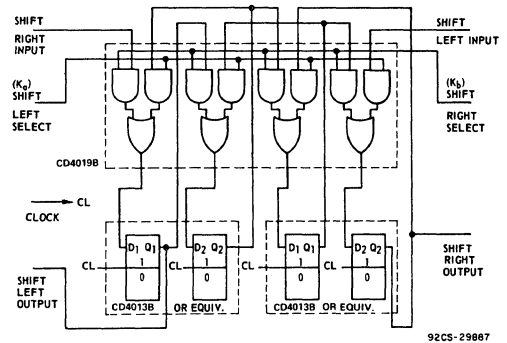 SHIFT
RIGHT INPUT
SHIFT
LEFT INPUT
(Ka)
SHIFT
LEFT SELECT
(Kb)
SHIFT
RIGHT SELECT
CD4019B
CL
CLOCK
D1 Q1
1
0
D2 Q2
1
0
D1 Q1
1
0
D2 Q2
1
0
CL
CL
CL
CL
SHIFT
LEFT
OUTPUT
CD4013B OR EQUIV.
CD4013B OR EQUIV.
SHIFT
RIGHT
OUTPUT
92CS-29887